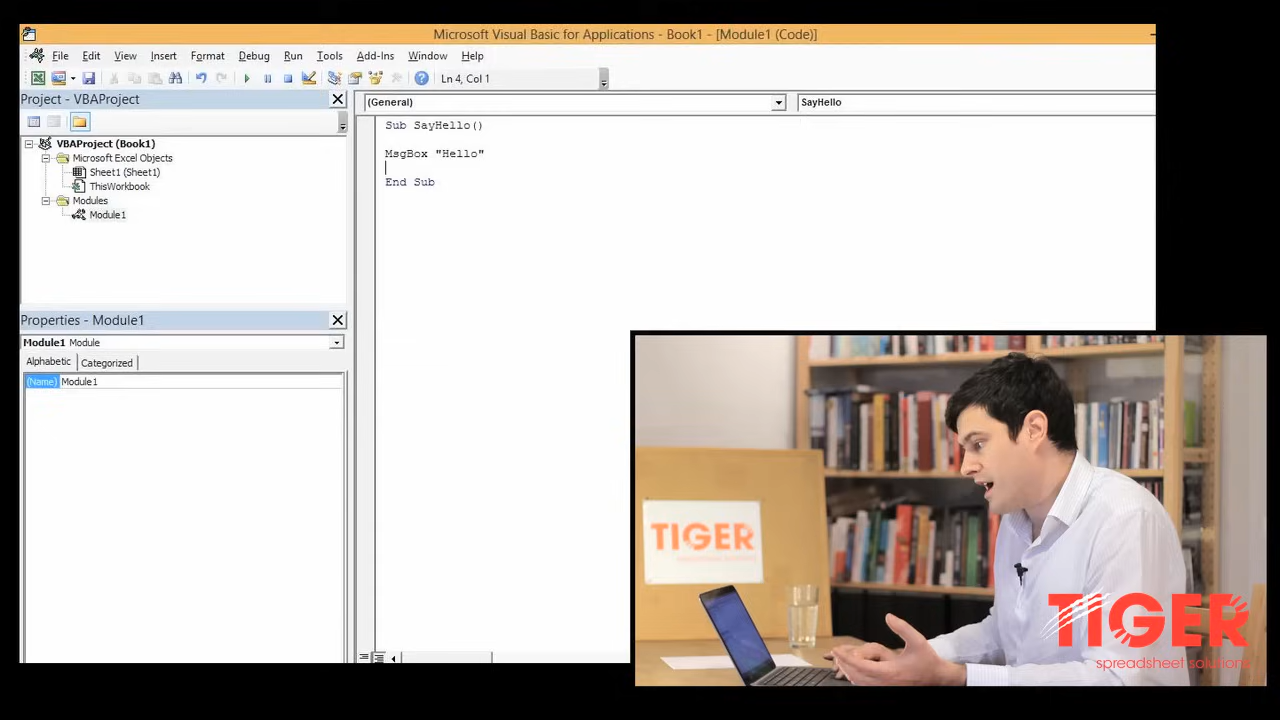 Microsoft Visual Basic for Applications - Book1 - [Module1 (Code)]
File Edit View Insert Format Debug Run Tools Add-Ins Window Help
Ln 4, Col 1
Project - VBAProject
(General)
SayHello
VBAProject (Book1)
Microsoft Excel Objects
Sheet1 (Sheet1)
ThisWorkbook
Modules
Module1
Sub SayHello()
MsgBox "Hello"
End Sub
Properties - Module1
Module1 Module
Alphabetic Categorized
(Name) Module1
TIGER
TIGER
spreadsheet solutions